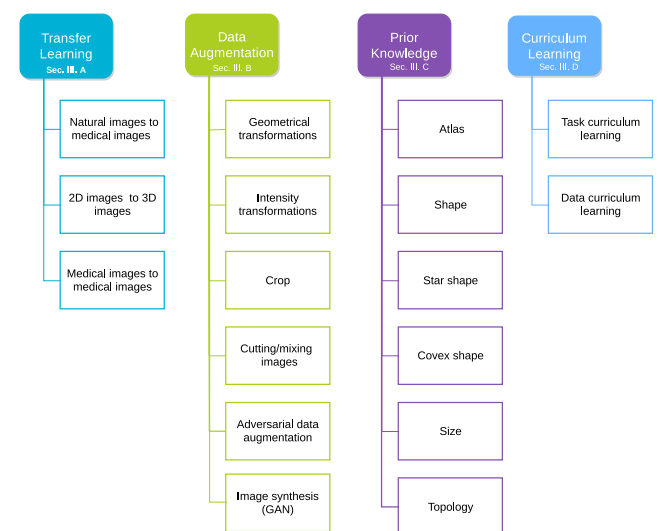 Transfer
Learning
Sec. III. A
Natural images to
medical images
2D images to 3D
images
Medical images to
medical images
Data
Augmentation
Sec. III. B
Geometrical
transformations
Intensity
transformations
Crop
Cutting/mixing
images
Adversarial data
augmentation
Image synthesis
(GAN)
Prior
Knowledge
Sec. III. C
Atlas
Shape
Star shape
Covex shape
Size
Topology
Curriculum
Learning
Sec. III. D
Task curriculum
learning
Data curriculum
learning